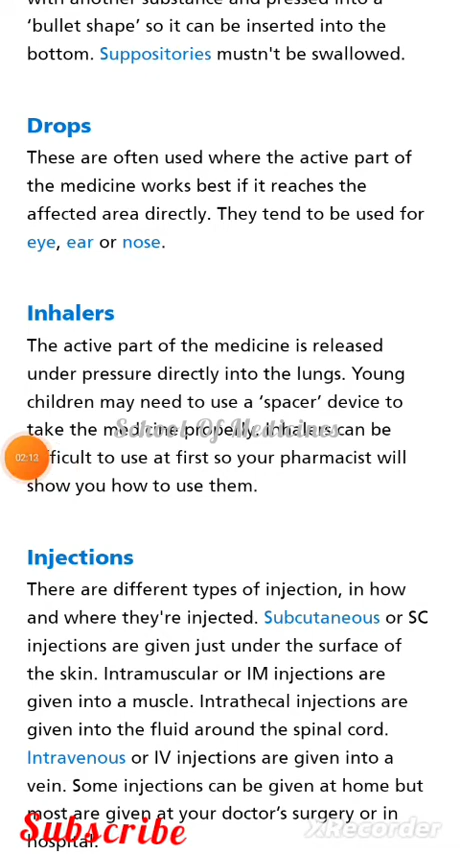 with another substance and pressed into a
‘bullet shape’ so it can be inserted into the
bottom. Suppositories mustn't be swallowed.
Drops
These are often used where the active part of
the medicine works best if it reaches the
affected area directly. They tend to be used for
eye, ear or nose.
Inhalers
The active part of the medicine is released
under pressure directly into the lungs. Young
children may need to use a ‘spacer’ device to
take the medicine properly. Inhalers can be
School Of Mediciners
02:13
difficult to use at first so your pharmacist will
show you how to use them.
Injections
There are different types of injection, in how
and where they're injected. Subcutaneous or SC
injections are given just under the surface of
the skin. Intramuscular or IM injections are
given into a muscle. Intrathecal injections are
given into the fluid around the spinal cord.
Intravenous or IV injections are given into a
vein. Some injections can be given at home but
most are given at your doctor’s surgery or in
hospital.
Subscribe
XRecorder